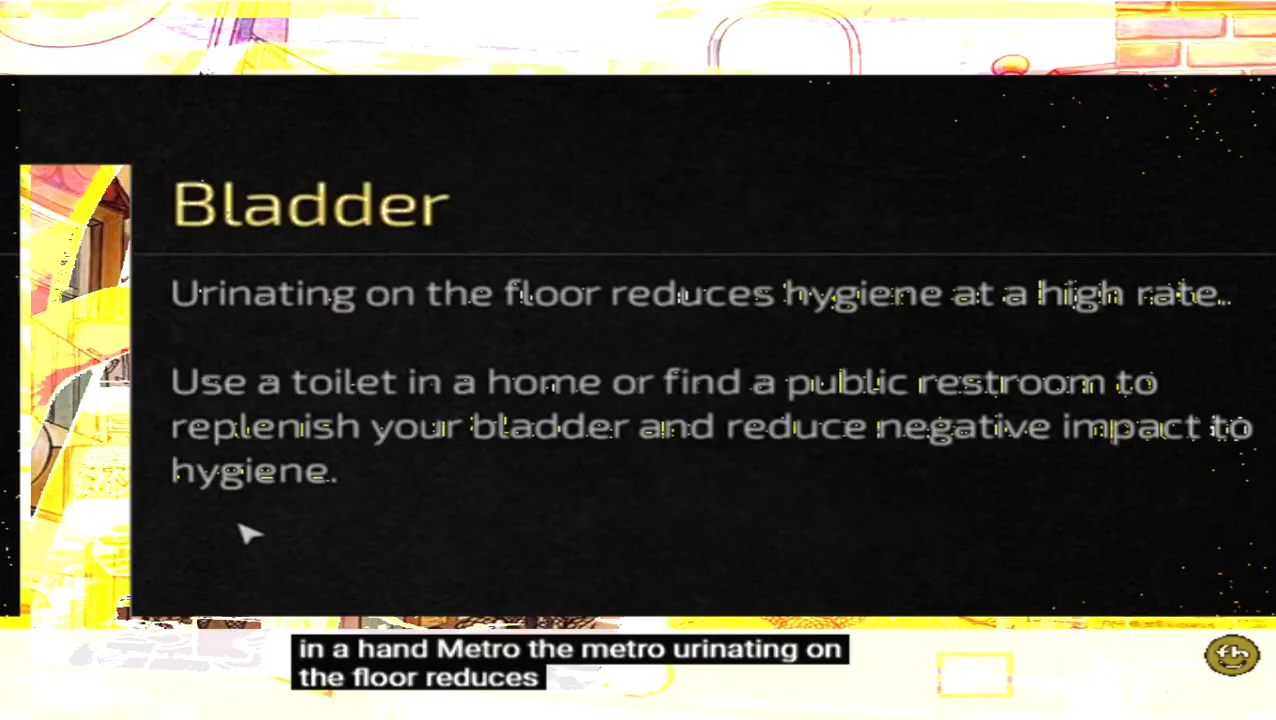 Bladder
Urinating on the floor reduces hygiene at a high rate..
Use a toilet in a home or find a public restroom to
replenish your bladder and reduce negative impact to
hygiene.
in a hand Metro the metro urinating on
the floor reduces